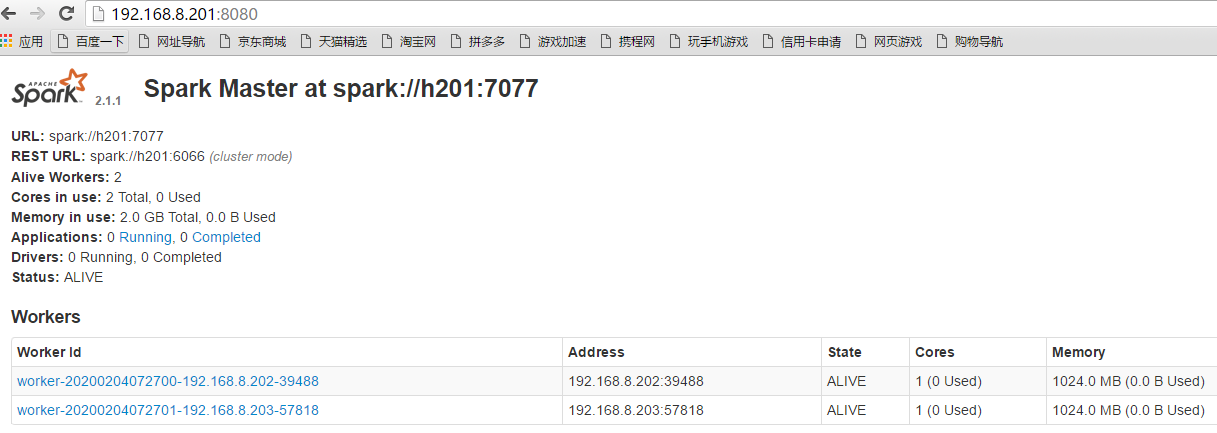 192.168.8.201:8080
应用 百度一下 网址导航 京东商城 天猫精选 淘宝网 拼多多 游戏加速 携程网 玩手机游戏 信用卡申请 网页游戏 购物导航
APACHE Spark 2.1.1 Spark Master at spark://h201:7077
URL: spark://h201:7077
REST URL: spark://h201:6066 (cluster mode)
Alive Workers: 2
Cores in use: 2 Total, 0 Used
Memory in use: 2.0 GB Total, 0.0 B Used
Applications: 0 Running, 0 Completed
Drivers: 0 Running, 0 Completed
Status: ALIVE
Workers
Worker Id Address State Cores Memory
worker-20200204072700-192.168.8.202-39488 192.168.8.202:39488 ALIVE 1 (0 Used) 1024.0 MB (0.0 B Used)
worker-20200204072701-192.168.8.203-57818 192.168.8.203:57818 ALIVE 1 (0 Used) 1024.0 MB (0.0 B Used)